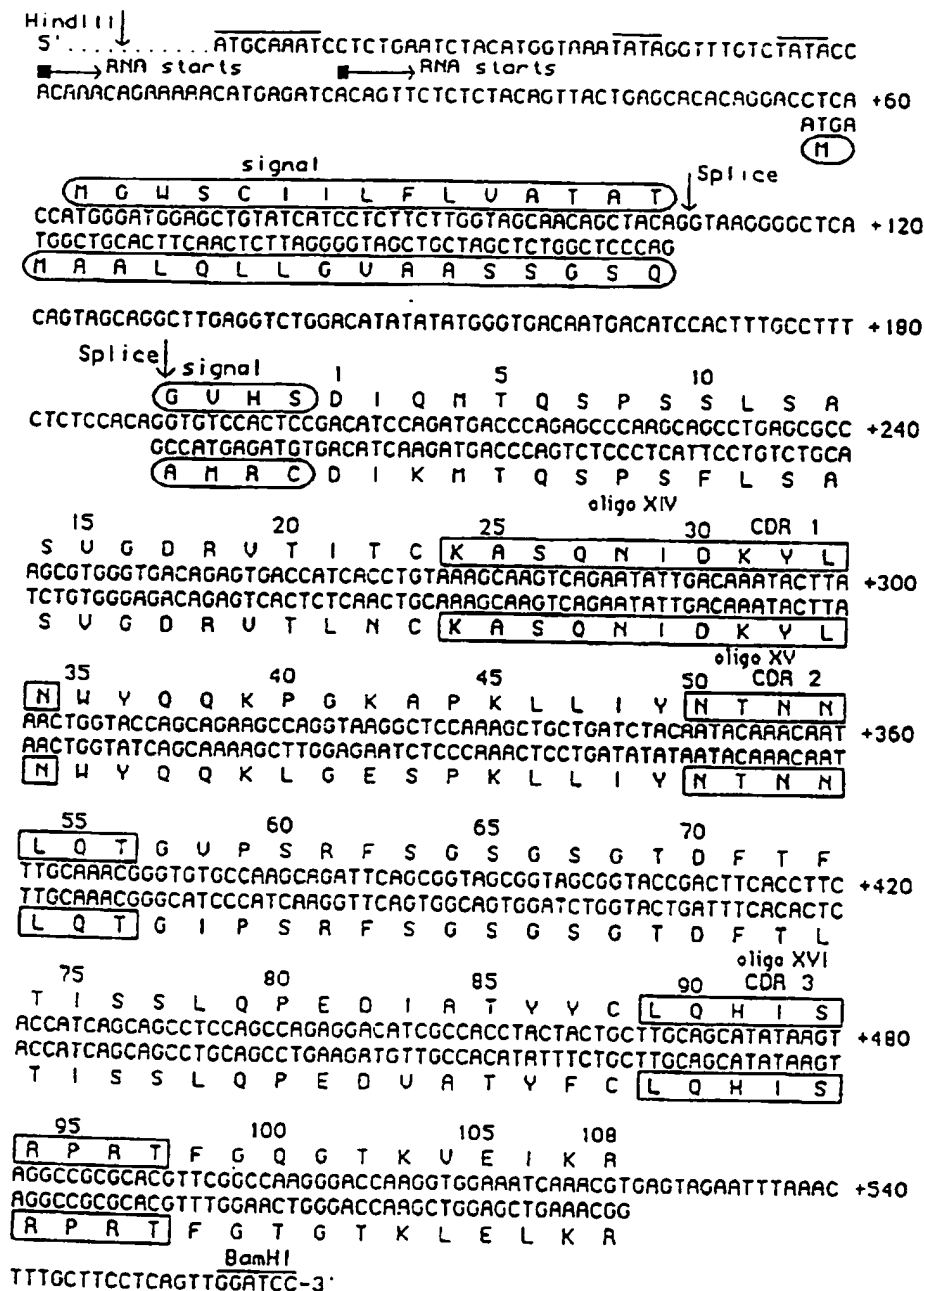 HindIII
5'............ATGCAAATCCTCTGAATCTACATGGTAAATATAGGTTTGTCTATACC
RNA starts RNA starts
ACAAACAGAAAAACATGAGATCACAGTTCTCTCTACAGTTACTGAGCACACAGGACCTCA +60
ATGA
M
signal Splice
M G W S C I I L F L V A T A T
CCATGGGATGGAGCTGTATCATCCTCTTCTTGGTAGCAACAGCTACAGGTAAGGGGCTCA +120
TGGCTGCACTTCAACTCTTAGGGGTAGCTGCTAGCTCTGGCTCCCAG
M A A L Q L L G V A A S S G S Q
CAGTAGCAGGCTTGAGGTCTGGACATATATATGGGTGACAATGACATCCACTTTGCCTTT +180
Splice signal 1 5 10
G V H S D I Q M T Q S P S S L S A
CTCTCCACAGGTGTCCACTCCGACATCCAGATGACCCAGAGCCCAAGCAGCCTGAGCGCC +240
GCCATGAGATGTGACATCAAGATGACCCAGTCTCCCTCATTCCTGTCTGCA
A M R C D I K M T Q S P S F L S A
oligo XIV
15 20 25 30 CDR 1
S V G D R V T I T C K A S Q N I D K Y L
AGCGTGGGTGACAGAGTGACCATCACCTGTAAAGCAAGTCAGAATATTGACAAATACTTA +300
TCTGTGGGAGACAGAGTCACTCTCAACTGCAAAGCAAGTCAGAATATTGACAAATACTTA
S V G D R V T L N C K A S Q N I D K Y L
oligo XV
35 40 45 50 CDR 2
N W Y Q Q K P G K A P K L L I Y N T N N
AACTGGTACCAGCAGAAGCCAGGTAAGGCTCCAAAGCTGCTGATCTACAATACAAACAAT +360
AACTGGTATCAGCAAAAGCTTGGAGAATCTCCCAAACTCCTGATATATAATACAAACAAT
N W Y Q Q K L G E S P K L L I Y N T N N
55 60 65 70
L Q T G V P S R F S G S G S G T D F T F
TTGCAAACGGGTGTGCCAAGCAGATTCAGCGGTAGCGGTAGCGGTACCGACTTCACCTTC +420
TTGCAAACGGGCATCCCATCAAGGTTCAGTGGCAGTGGATCTGGTACTGATTTCACACTC
L Q T G I P S R F S G S G S G T D F T L
oligo XVI
75 80 85 90 CDR 3
T I S S L Q P E D I A T Y Y C L Q H I S
ACCATCAGCAGCCTCCAGCCAGAGGACATCGCCACCTACTACTGCTTGCAGCATATAAGT +480
ACCATCAGCAGCCTGCAGCCTGAAGATGTTGCCACATATTTCTGCTTGCAGCATATAAGT
T I S S L Q P E D V A T Y F C L Q H I S
95 100 105 108
R P R T F G Q G T K V E I K R
AGGCCGCGCACGTTCGGCCAAGGGACCAAGGTGGAAATCAAACGTGAGTAGAATTTAAAC +540
AGGCCGCGCACGTTTGGAACTGGGACCAAGCTGGAGCTGAAACGG
R P R T F G T G T K L E L K R
BamHI
TTTGCTTCCTCAGTTGGATCC-3'